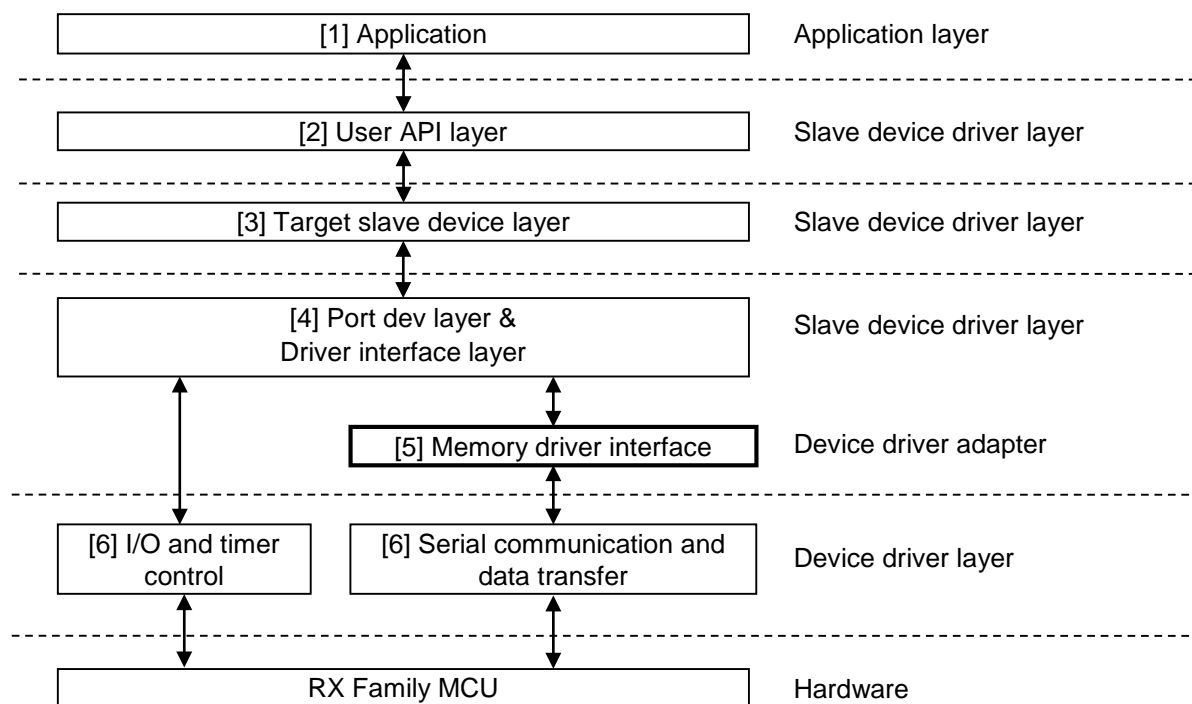 [1] Application
Application layer
[2] User API layer
Slave device driver layer
[3] Target slave device layer
Slave device driver layer
[4] Port dev layer &
Driver interface layer
Slave device driver layer
[5] Memory driver interface
Device driver adapter
[6] I/O and timer
control
[6] Serial communication and
data transfer
Device driver layer
RX Family MCU
Hardware